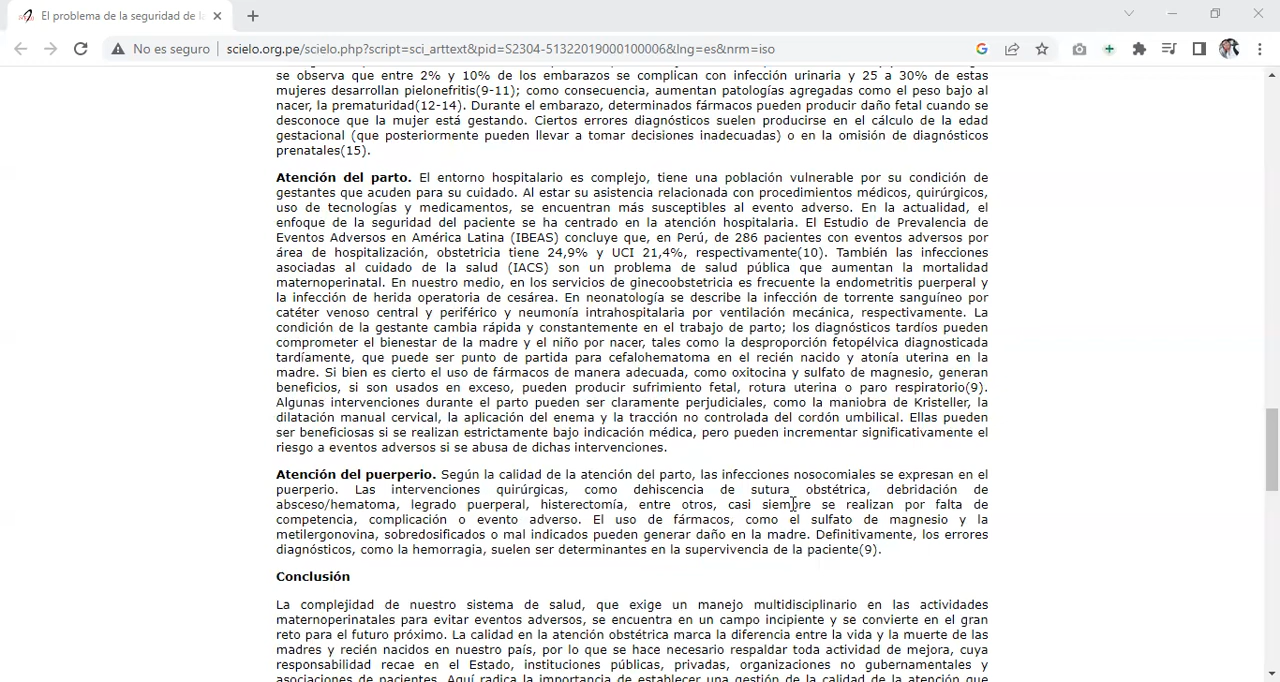 El problema de la seguridad de l
No es seguro
scielo.org.pe/scielo.php?script=sci_arttext&pid=S2304-51322019000100006&lng=es&nrm=iso
se observa que entre 2% y 10% de los embarazos se complican con infección urinaria y 25 a 30% de estas
mujeres desarrollan pielonefritis(9-11); como consecuencia, aumentan patologías agregadas como el peso bajo al
nacer, la prematuridad(12-14). Durante el embarazo, determinados fármacos pueden producir daño fetal cuando se
desconoce que la mujer está gestando. Ciertos errores diagnósticos suelen producirse en el cálculo de la edad
gestacional (que posteriormente pueden llevar a tomar decisiones inadecuadas) o en la omisión de diagnósticos
prenatales(15).
Atención del parto. El entorno hospitalario es complejo, tiene una población vulnerable por su condición de
gestantes que acuden para su cuidado. Al estar su asistencia relacionada con procedimientos médicos, quirúrgicos,
uso de tecnologías y medicamentos, se encuentran más susceptibles al evento adverso. En la actualidad, el
enfoque de la seguridad del paciente se ha centrado en la atención hospitalaria. El Estudio de Prevalencia de
Eventos Adversos en América Latina (IBEAS) concluye que, en Perú, de 286 pacientes con eventos adversos por
área de hospitalización, obstetricia tiene 24,9% y UCI 21,4%, respectivamente(10). También las infecciones
asociadas al cuidado de la salud (IACS) son un problema de salud pública que aumentan la mortalidad
maternoperinatal. En nuestro medio, en los servicios de ginecoobstetricia es frecuente la endometritis puerperal y
la infección de herida operatoria de cesárea. En neonatología se describe la infección de torrente sanguíneo por
catéter venoso central y periférico y neumonía intrahospitalaria por ventilación mecánica, respectivamente. La
condición de la gestante cambia rápida y constantemente en el trabajo de parto; los diagnósticos tardíos pueden
comprometer el bienestar de la madre y el niño por nacer, tales como la desproporción fetopélvica diagnosticada
tardíamente, que puede ser punto de partida para cefalohematoma en el recién nacido y atonía uterina en la
madre. Si bien es cierto el uso de fármacos de manera adecuada, como oxitocina y sulfato de magnesio, generan
beneficios, si son usados en exceso, pueden producir sufrimiento fetal, rotura uterina o paro respiratorio(9).
Algunas intervenciones durante el parto pueden ser claramente perjudiciales, como la maniobra de Kristeller, la
dilatación manual cervical, la aplicación del enema y la tracción no controlada del cordón umbilical. Ellas pueden
ser beneficiosas si se realizan estrictamente bajo indicación médica, pero pueden incrementar significativamente el
riesgo a eventos adversos si se abusa de dichas intervenciones.
Atención del puerperio. Según la calidad de la atención del parto, las infecciones nosocomiales se expresan en el
puerperio. Las intervenciones quirúrgicas, como dehiscencia de sutura obstétrica, debridación de
absceso/hematoma, legrado puerperal, histerectomía, entre otros, casi siempre se realizan por falta de
competencia, complicación o evento adverso. El uso de fármacos, como el sulfato de magnesio y la
metilergonovina, sobredosificados o mal indicados pueden generar daño en la madre. Definitivamente, los errores
diagnósticos, como la hemorragia, suelen ser determinantes en la supervivencia de la paciente(9).
Conclusión
La complejidad de nuestro sistema de salud, que exige un manejo multidisciplinario en las actividades
maternoperinatales para evitar eventos adversos, se encuentra en un campo incipiente y se convierte en el gran
reto para el futuro próximo. La calidad en la atención obstétrica marca la diferencia entre la vida y la muerte de las
madres y recién nacidos en nuestro país, por lo que se hace necesario respaldar toda actividad de mejora, cuya
responsabilidad recae en el Estado, instituciones públicas, privadas, organizaciones no gubernamentales y
asociaciones de pacientes. Aquí radica la importancia de establecer una gestión de la calidad de la atención que